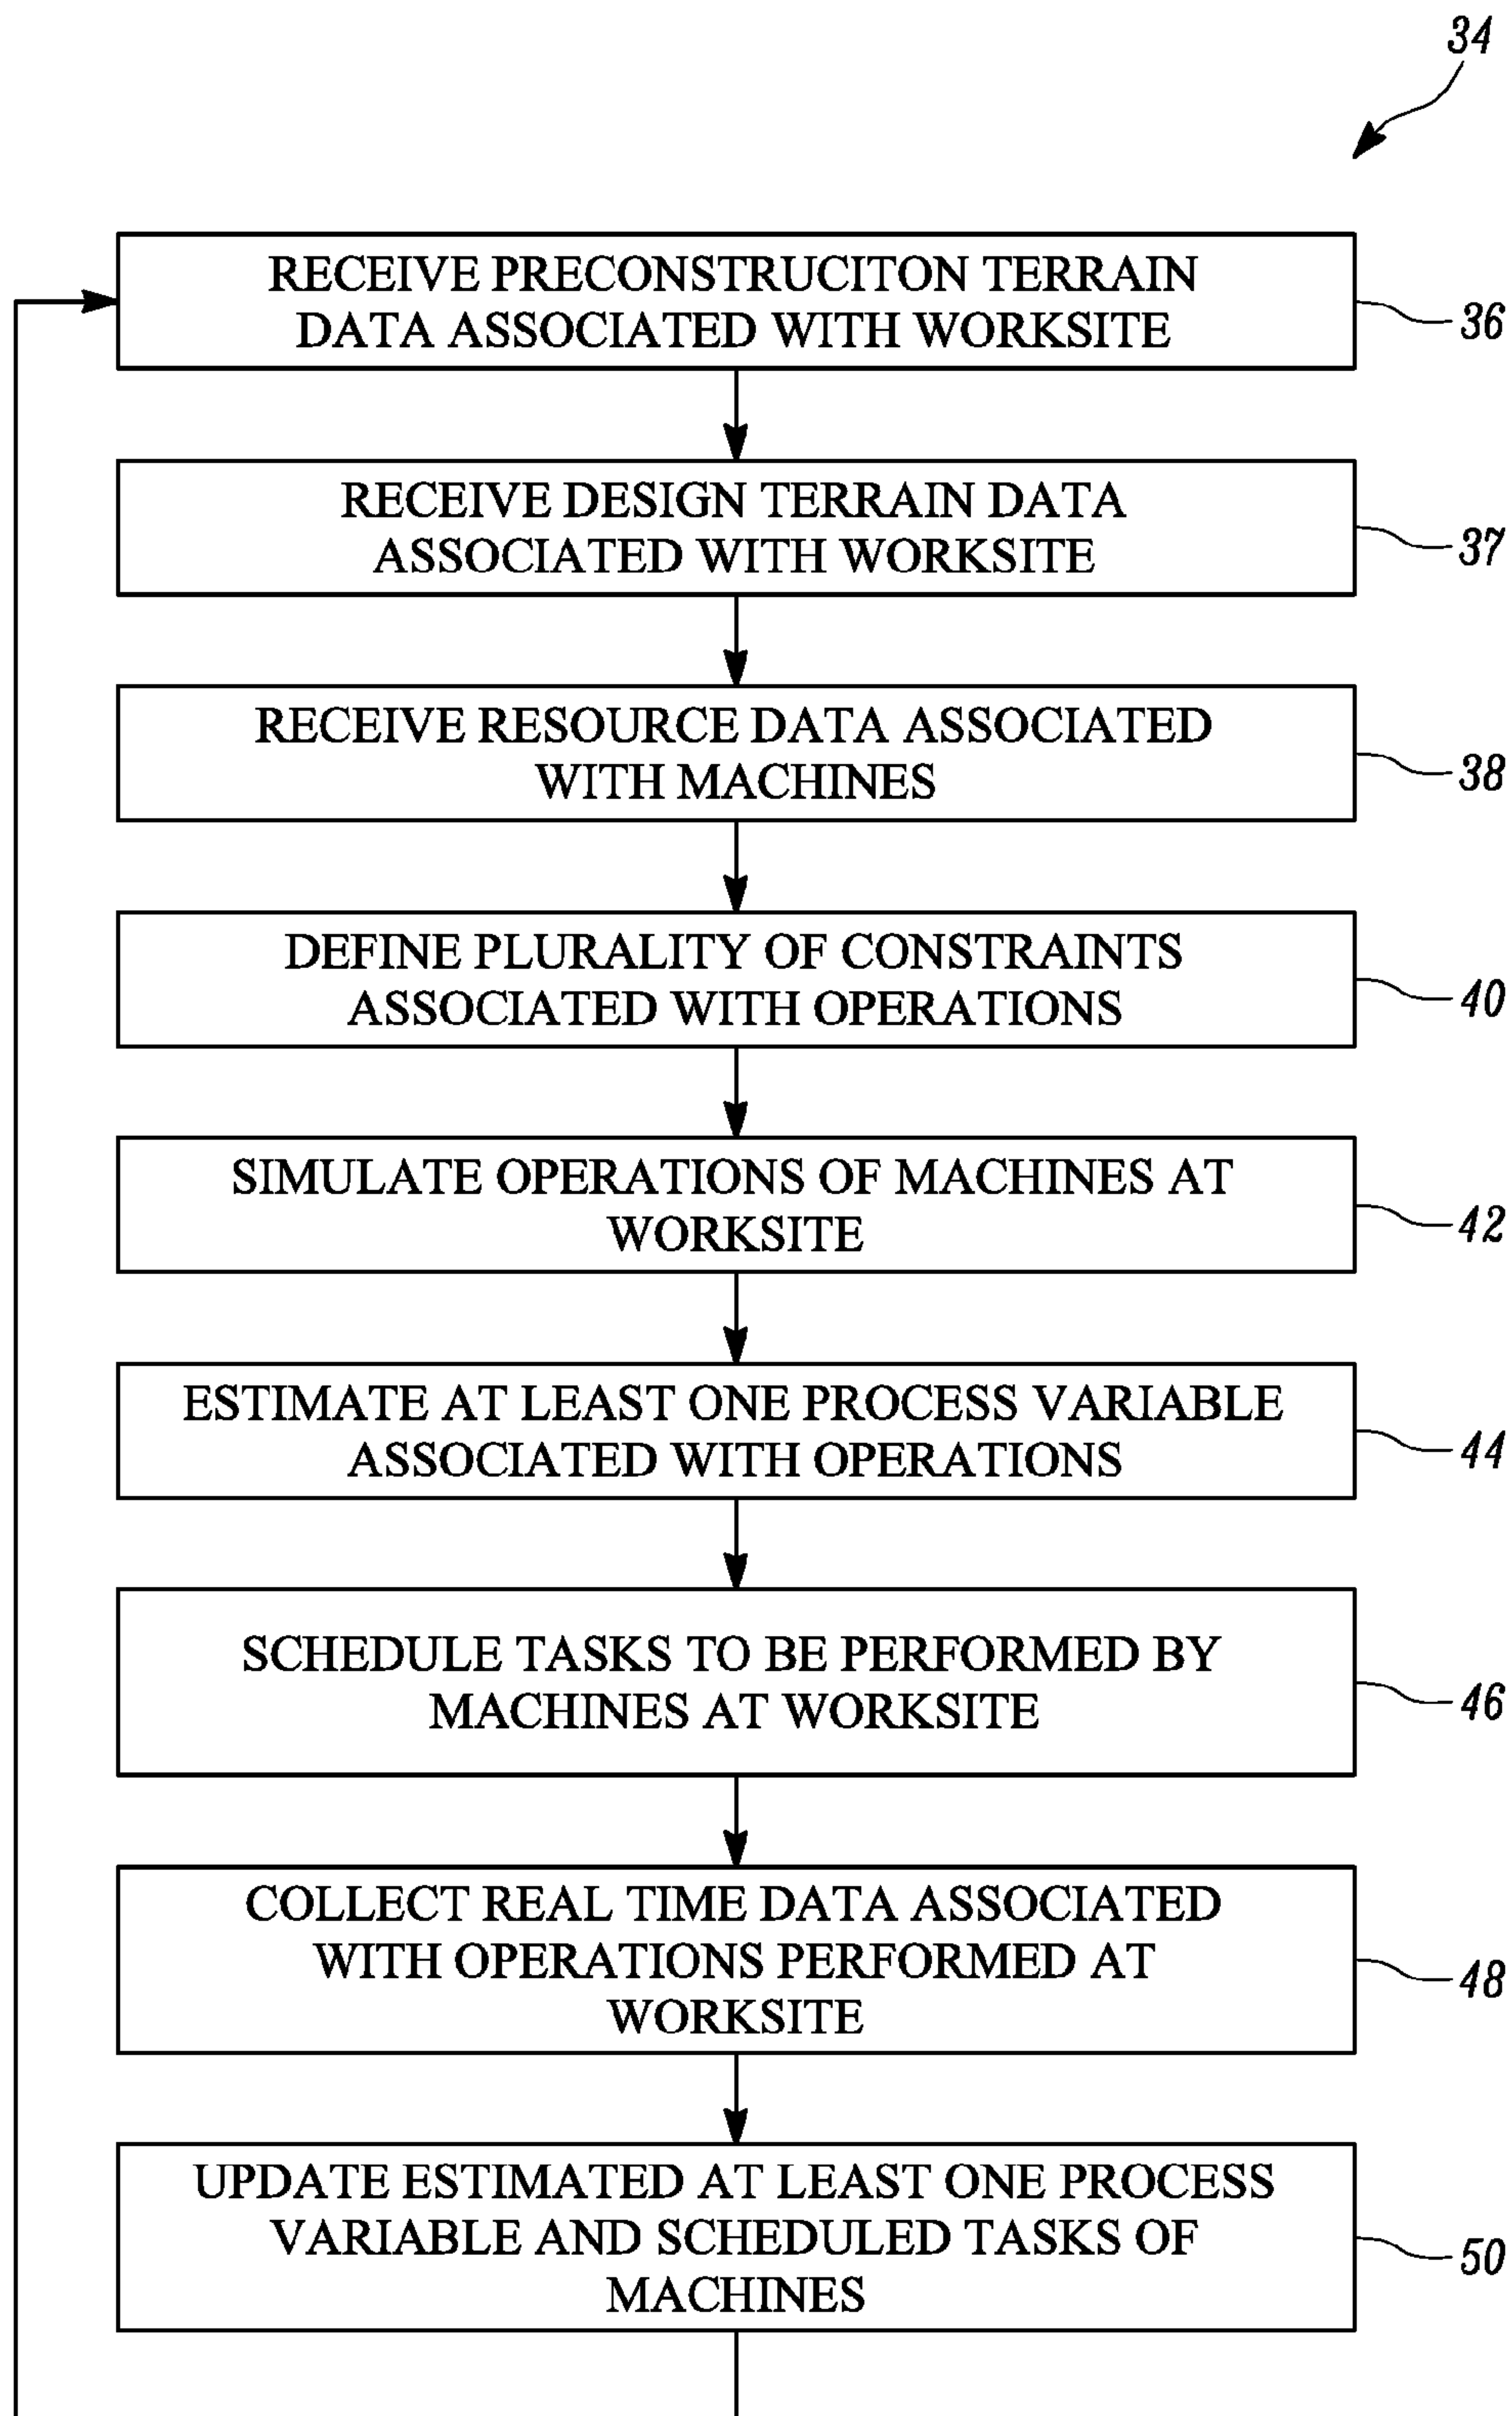 34
RECEIVE PRECONSTRUCITON TERRAIN
DATA ASSOCIATED WITH WORKSITE
36
RECEIVE DESIGN TERRAIN DATA
ASSOCIATED WITH WORKSITE
37
RECEIVE RESOURCE DATA ASSOCIATED
WITH MACHINES
38
DEFINE PLURALITY OF CONSTRAINTS
ASSOCIATED WITH OPERATIONS
40
SIMULATE OPERATIONS OF MACHINES AT
WORKSITE
42
ESTIMATE AT LEAST ONE PROCESS VARIABLE
ASSOCIATED WITH OPERATIONS
44
SCHEDULE TASKS TO BE PERFORMED BY
MACHINES AT WORKSITE
46
COLLECT REAL TIME DATA ASSOCIATED
WITH OPERATIONS PERFORMED AT
WORKSITE
48
UPDATE ESTIMATED AT LEAST ONE PROCESS
VARIABLE AND SCHEDULED TASKS OF
MACHINES
50